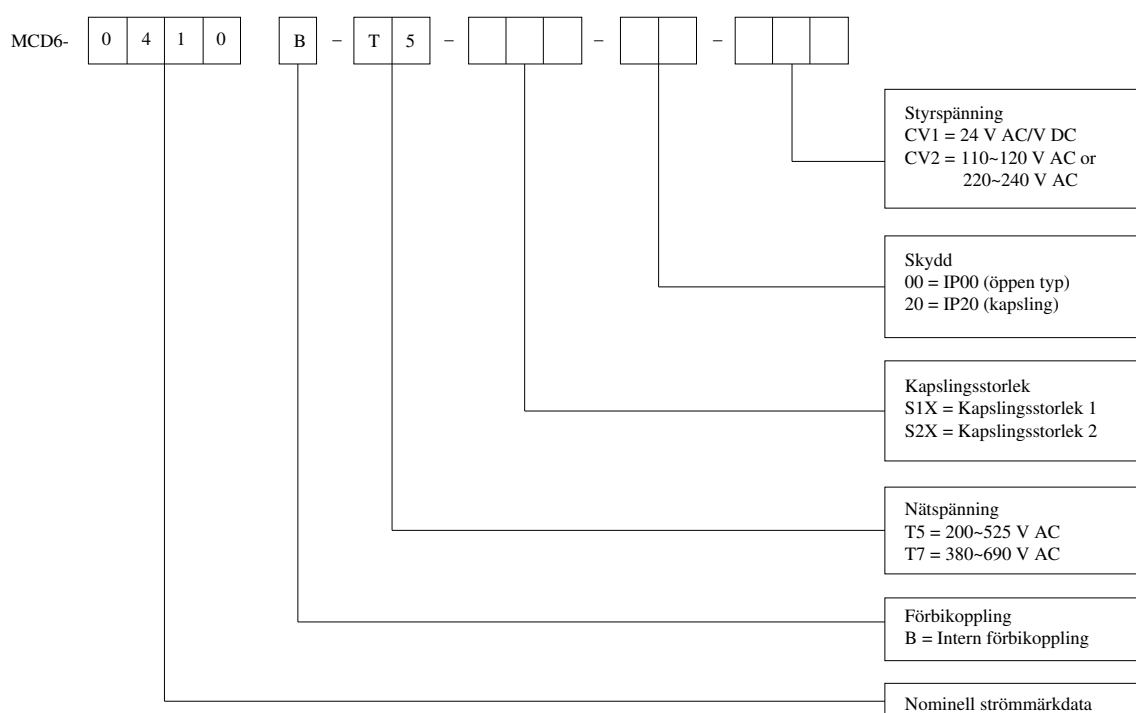 MCD6- 0 4 1 0 B – T 5 – – –
Styrspänning
CV1 = 24 V AC/V DC
CV2 = 110~120 V AC or
220~240 V AC
Skydd
00 = IP00 (öppen typ)
20 = IP20 (kapsling)
Kapslingsstorlek
S1X = Kapslingsstorlek 1
S2X = Kapslingsstorlek 2
Nätspänning
T5 = 200~525 V AC
T7 = 380~690 V AC
Förbikoppling
B = Intern förbikoppling
Nominell strömmärkdata